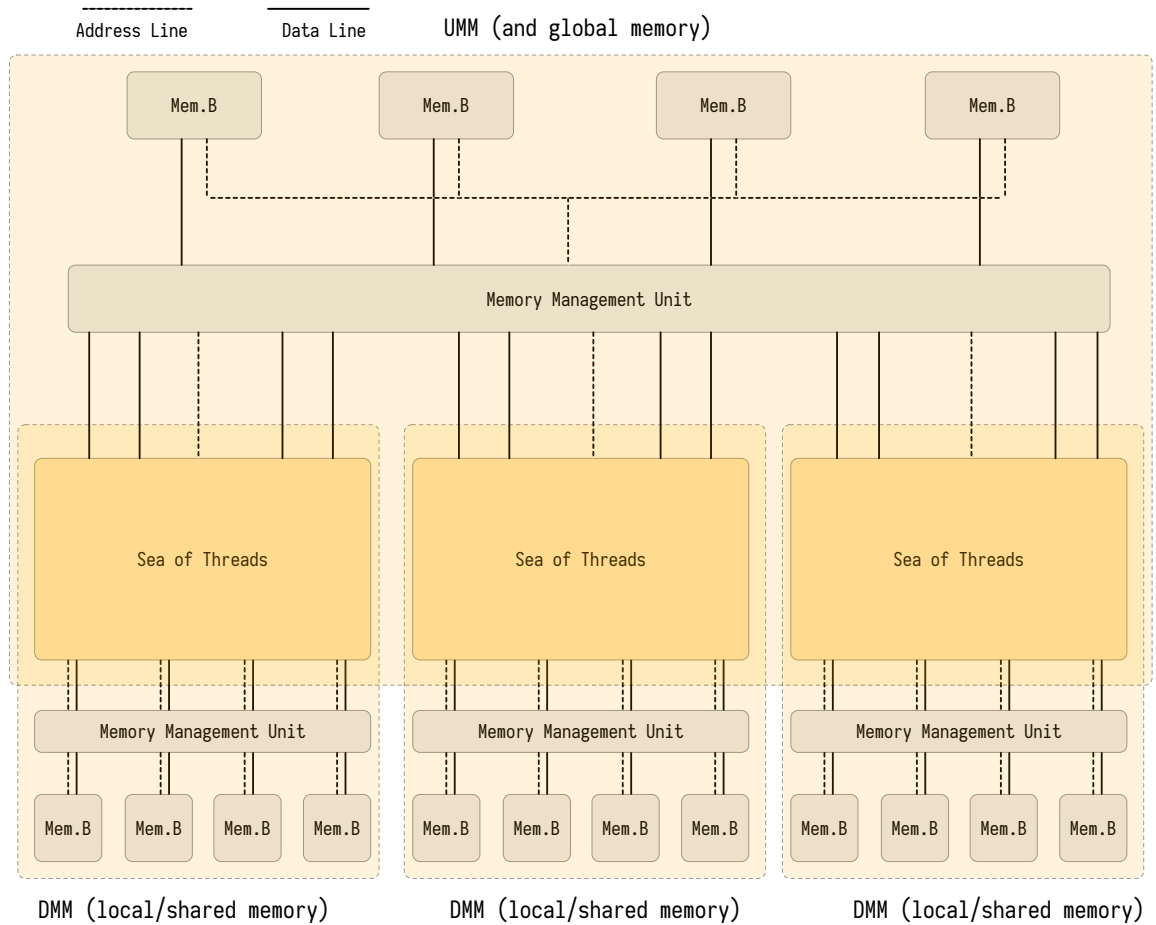 Address Line
Data Line
UMM (and global memory)
Mem.B
Mem.B
Mem.B
Mem.B
Memory Management Unit
Sea of Threads
Sea of Threads
Sea of Threads
Memory Management Unit
Memory Management Unit
Memory Management Unit
Mem.B
Mem.B
Mem.B
Mem.B
Mem.B
Mem.B
Mem.B
Mem.B
Mem.B
Mem.B
Mem.B
Mem.B
DMM (local/shared memory)
DMM (local/shared memory)
DMM (local/shared memory)